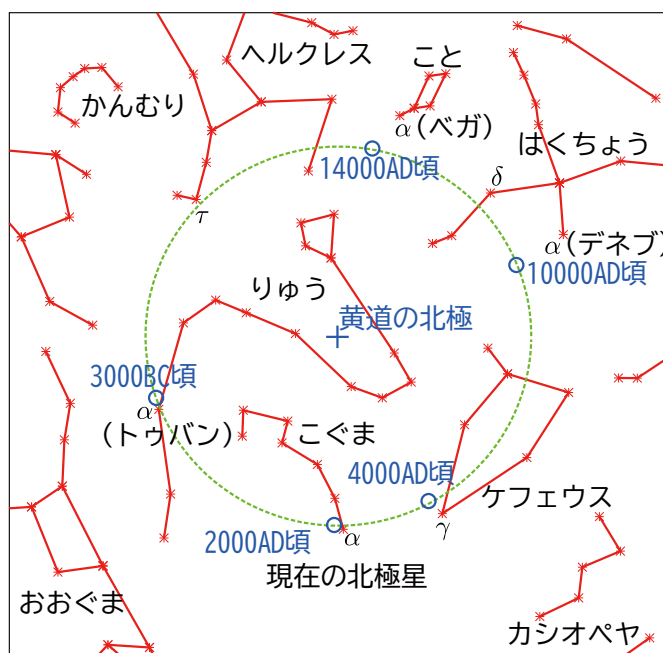 ヘルクレス
こと
かんむり
α(ベガ)
はくちょう
14000AD頃
δ
τ
α(デネブ)
10000AD頃
りゅう
黄道の北極
3000BC頃
α
(トゥバン)
こぐま
4000AD頃
ケフェウス
2000AD頃
α
γ
現在の北極星
おおぐま
カシオペヤ